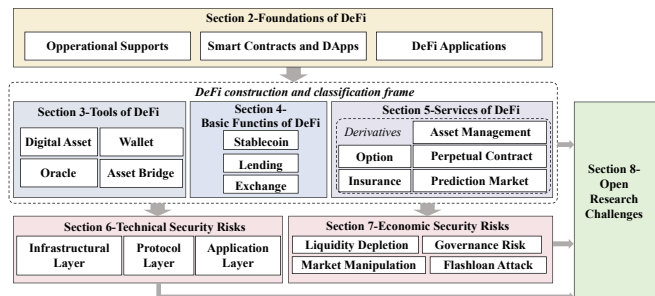 Section 2-Foundations of DeFi
Opperational Supports
Smart Contracts and DApps
DeFi Applications
DeFi construction and classification frame
Section 3-Tools of DeFi
Digital Asset
Wallet
Oracle
Asset Bridge
Section 4-
Basic Functins of DeFi
Stablecoin
Lending
Exchange
Section 5-Services of DeFi
Derivatives
Asset Management
Option
Perpetual Contract
Insurance
Prediction Market
Section 6-Technical Security Risks
Infrastructural
Layer
Protocol
Layer
Application
Layer
Section 7-Economic Security Risks
Liquidity Depletion
Governance Risk
Market Manipulation
Flashloan Attack
Section 8-
Open
Research
Challenges